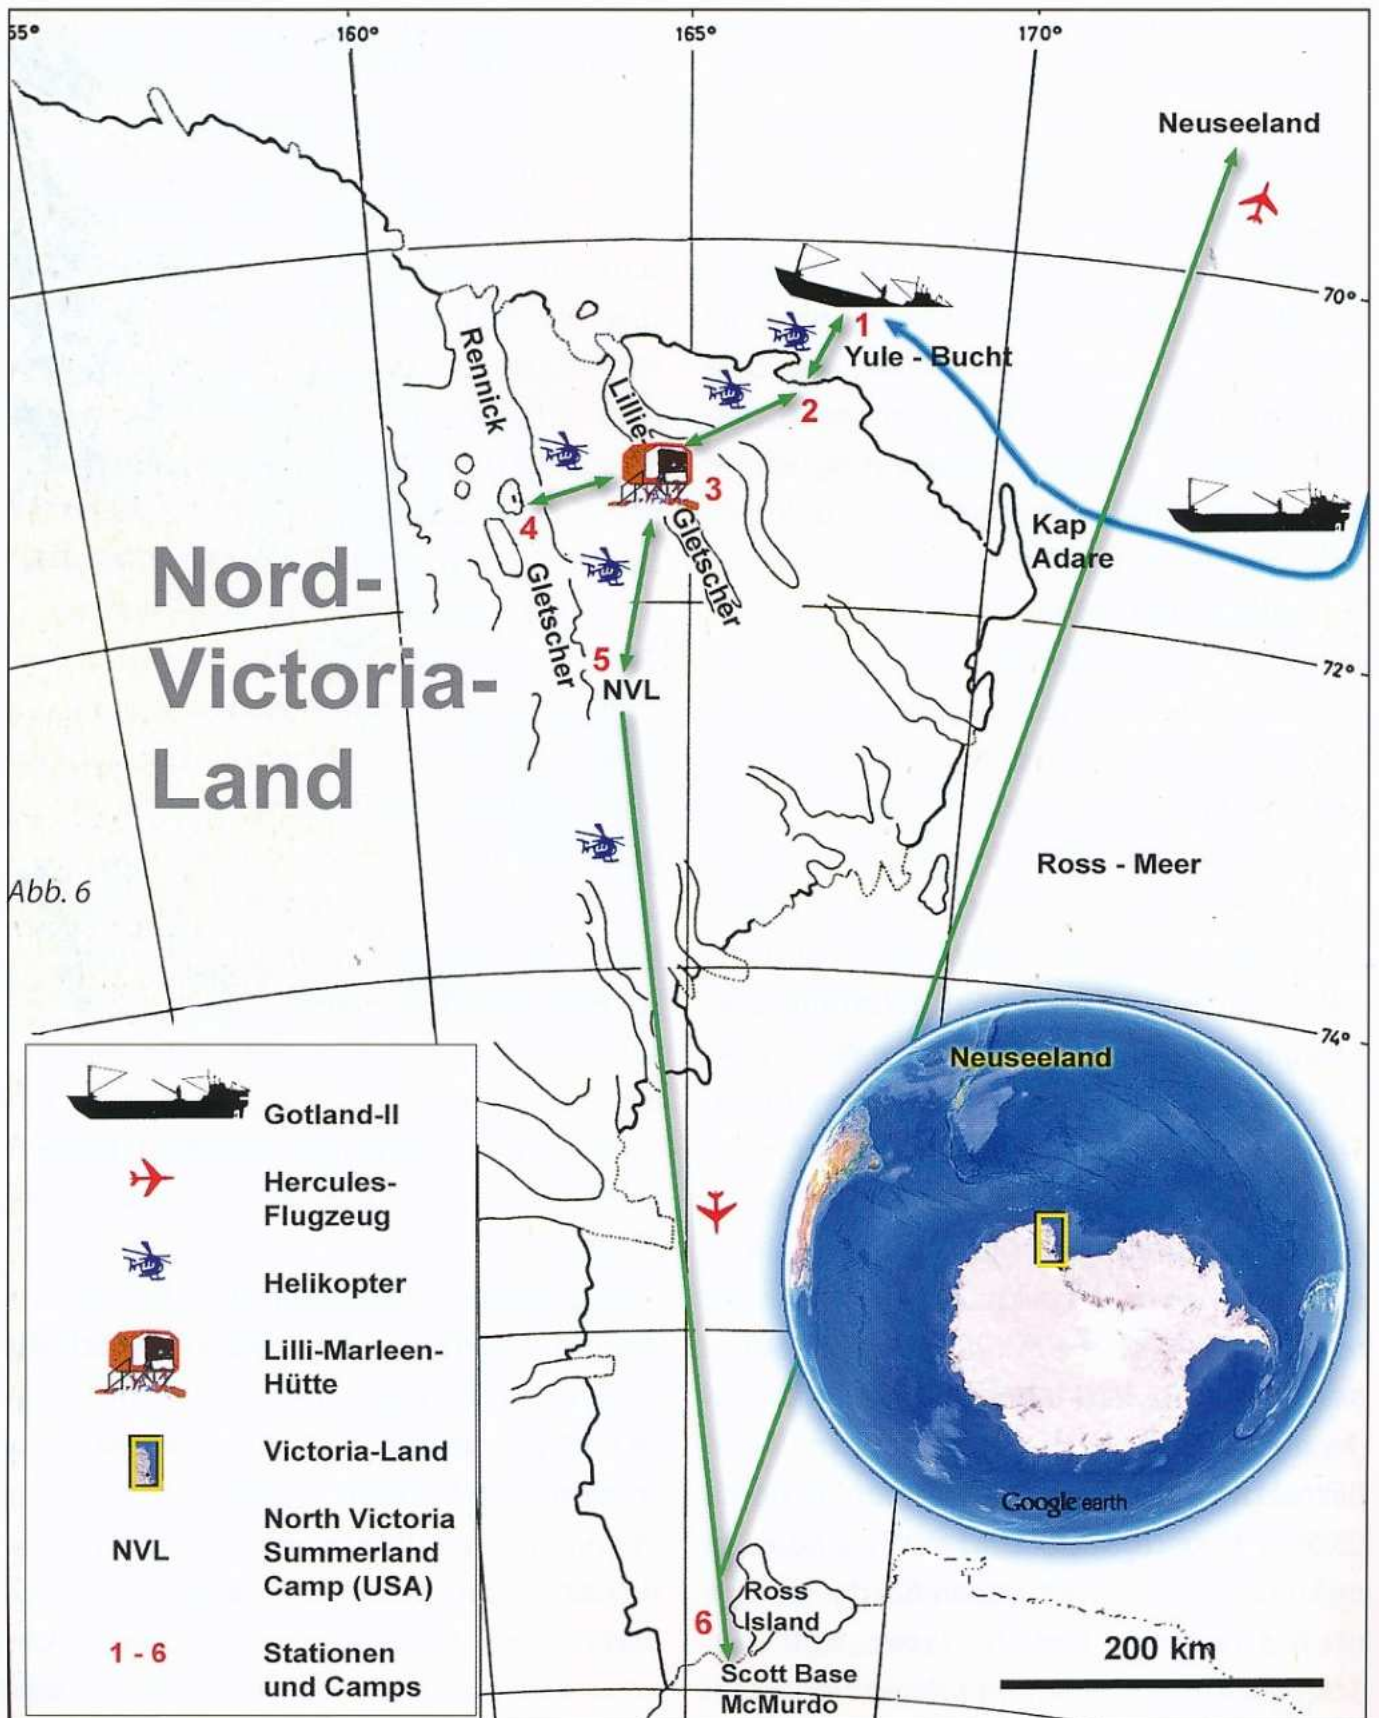 55°
160°
165°
170°
Neuseeland
70°
1
Yule - Bucht
Rennick
Lillie-
2
3
4
Kap
Adare
Gletscher
Gletscher
Nord-
Victoria-
Land
5
NVL
72°
Ross - Meer
Abb. 6
74°
Neuseeland
Gotland-II
Hercules-
Flugzeug
Helikopter
Lilli-Marleen-
Hütte
Victoria-Land
NVL
North Victoria
Summerland
Camp (USA)
1 - 6
Stationen
und Camps
Google earth
Ross
Island
6
200 km
Scott Base
McMurdo